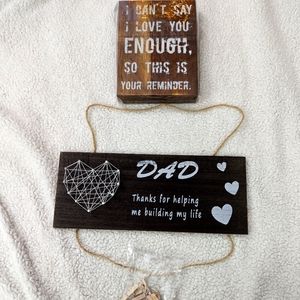 I CAN'T SAY
I LOVE YOU
ENOUGH,
SO THIS IS
YOUR REMINDER.
DAD
Thanks for helping
me building my life